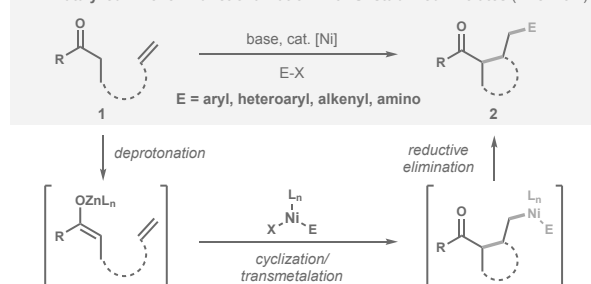 O
R
1
base, cat. [Ni]
E-X
E = aryl, heteroaryl, alkenyl, amino
O
R
E
2
deprotonation
reductive
elimination
OZnLn
R
Ln
Ni
X
E
cyclization/
transmetalation
O
R
Ln
Ni
E